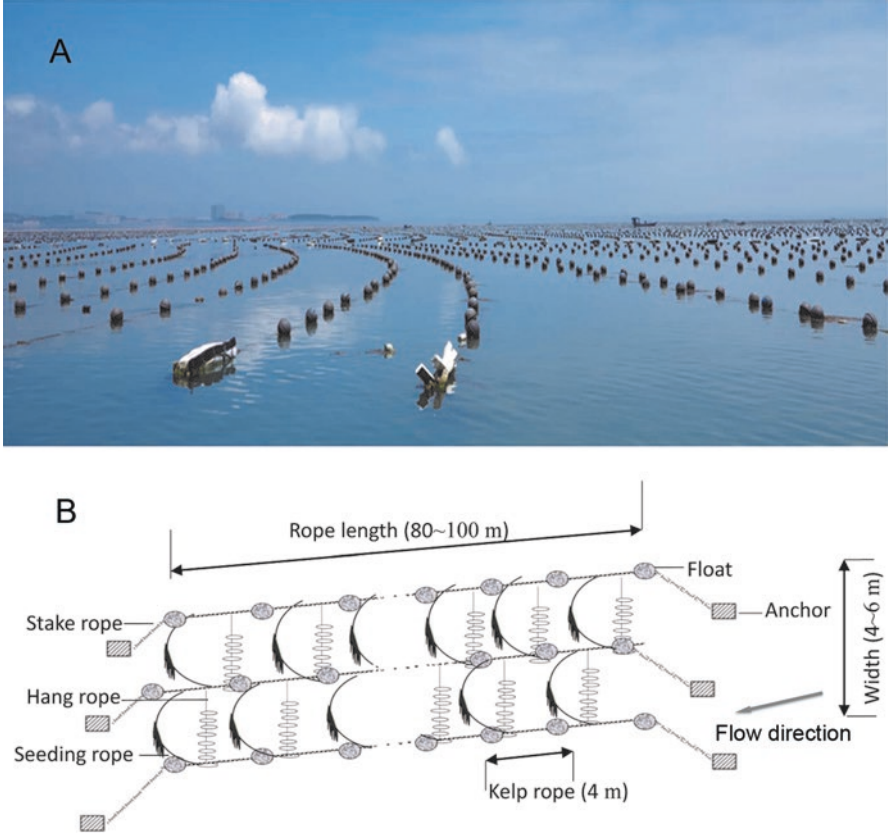 A
B
Rope length (80~100 m)
Float
Stake rope
Anchor
Width (4~6 m)
Hang rope
Flow direction
Seeding rope
Kelp rope (4 m)